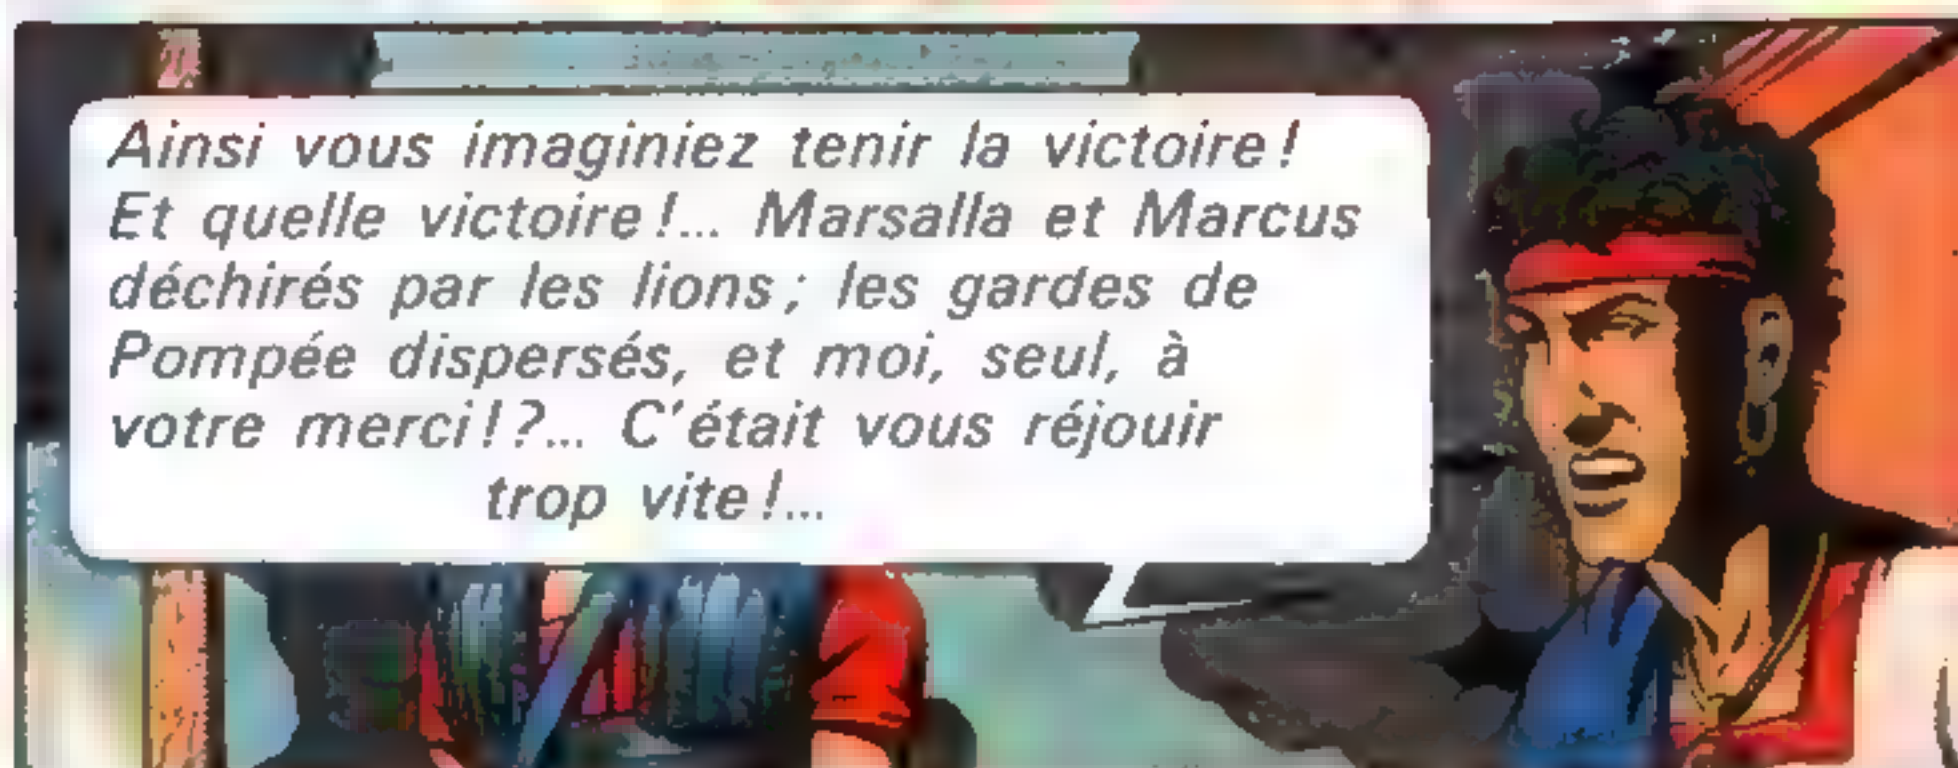 Ainsi vous imaginiez tenir la victoire!
Et quelle victoire!... Marsalla et Marcus
déchirés par les lions; les gardes de
Pompée dispersés, et moi, seul, à
votre merci!?... C'était vous réjouir
trop vite!...